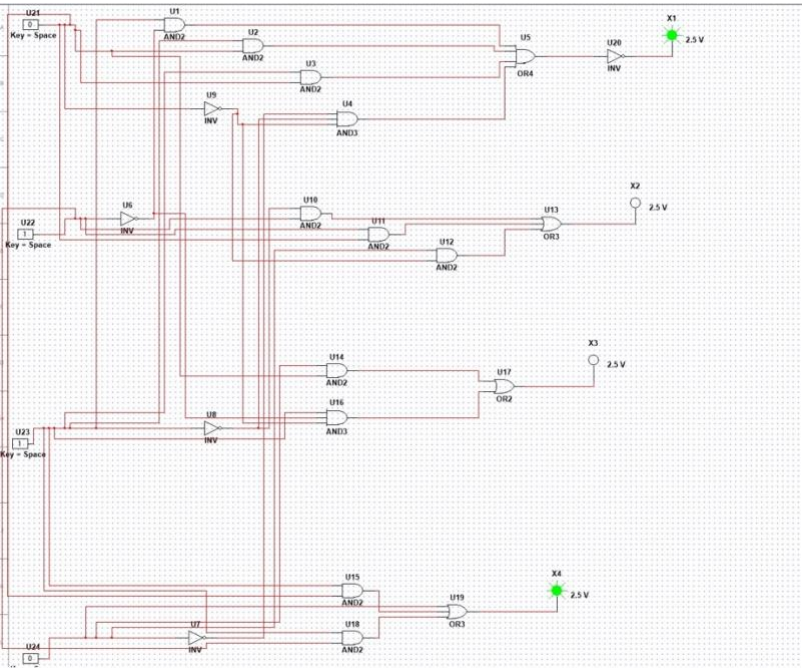 U21
0
Key = Space
U1
AND2
U2
AND2
U3
AND2
U9
INV
U4
AND3
U5
OR4
U20
INV
X1
2.5 V
U6
INV
U22
1
Key = Space
U10
AND2
U11
AND2
U12
AND2
U13
OR3
X2
2.5 V
U14
AND2
U16
AND3
U17
OR2
X3
2.5 V
U23
1
Key = Space
U8
INV
U15
AND2
U18
AND2
U19
OR3
X4
2.5 V
U7
INV
U24
0